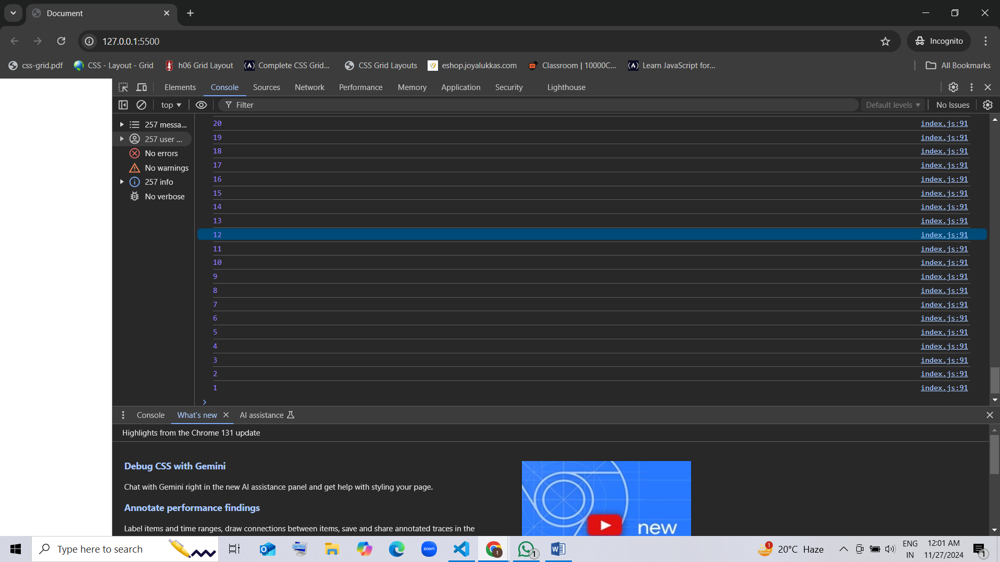 Document
127.0.0.1:5500
Incognito
css-grid.pdf
CSS - Layout - Grid
h06 Grid Layout
Complete CSS Grid...
CSS Grid Layouts
eshop.joyalukkas.com
Classroom | 10000C...
Learn JavaScript for...
All Bookmarks
Elements
Console
Sources
Network
Performance
Memory
Application
Security
Lighthouse
top
Filter
Default levels
No Issues
257 messa...
257 user ...
No errors
No warnings
257 info
No verbose
20 index.js:91
19 index.js:91
18 index.js:91
17 index.js:91
16 index.js:91
15 index.js:91
14 index.js:91
13 index.js:91
12 index.js:91
11 index.js:91
10 index.js:91
9 index.js:91
8 index.js:91
7 index.js:91
6 index.js:91
5 index.js:91
4 index.js:91
3 index.js:91
2 index.js:91
1 index.js:91
Console
What's new
AI assistance
Highlights from the Chrome 131 update
Debug CSS with Gemini
Chat with Gemini right in the new AI assistance panel and get help with styling your page.
Annotate performance findings
Label items and time ranges, draw connections between items, save and share annotated traces in the
new
Type here to search
zoom
t
1
1
20°C Haze
ENG
IN
12:01 AM
11/27/2024
1